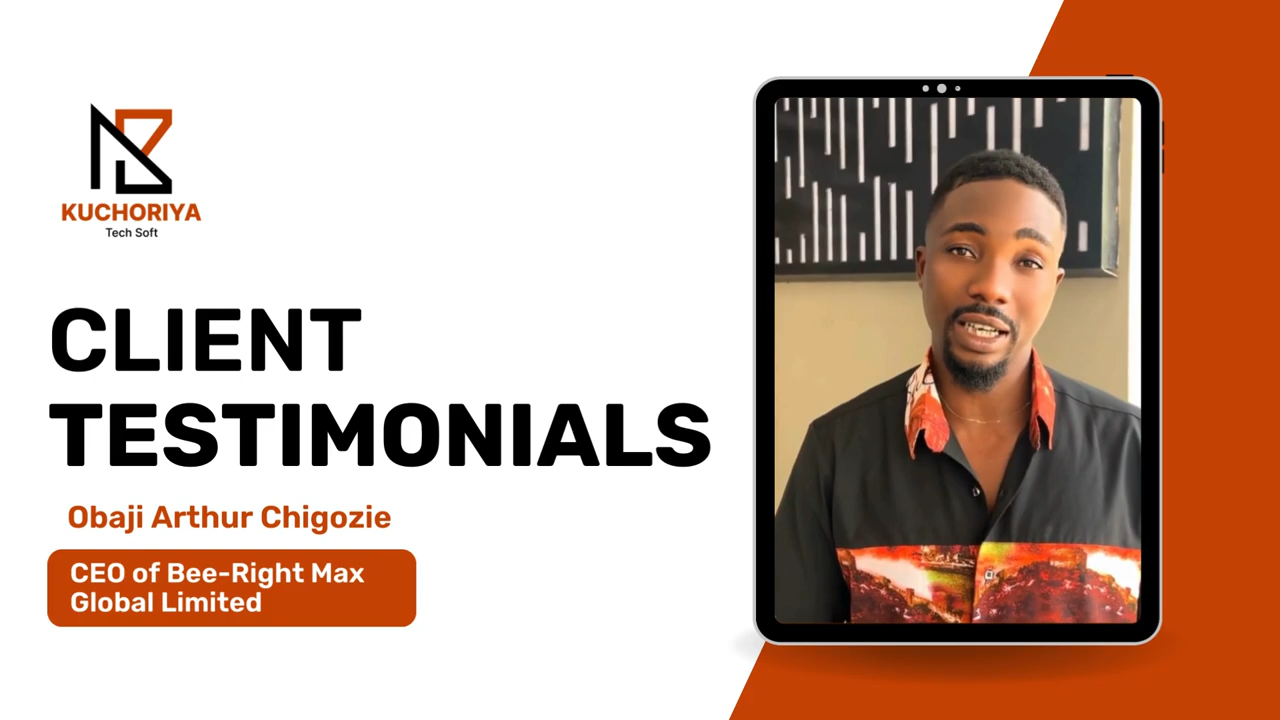 KUCHORIYA
Tech Soft
CLIENT
TESTIMONIALS
Obaji Arthur Chigozie
CEO of Bee-Right Max
Global Limited